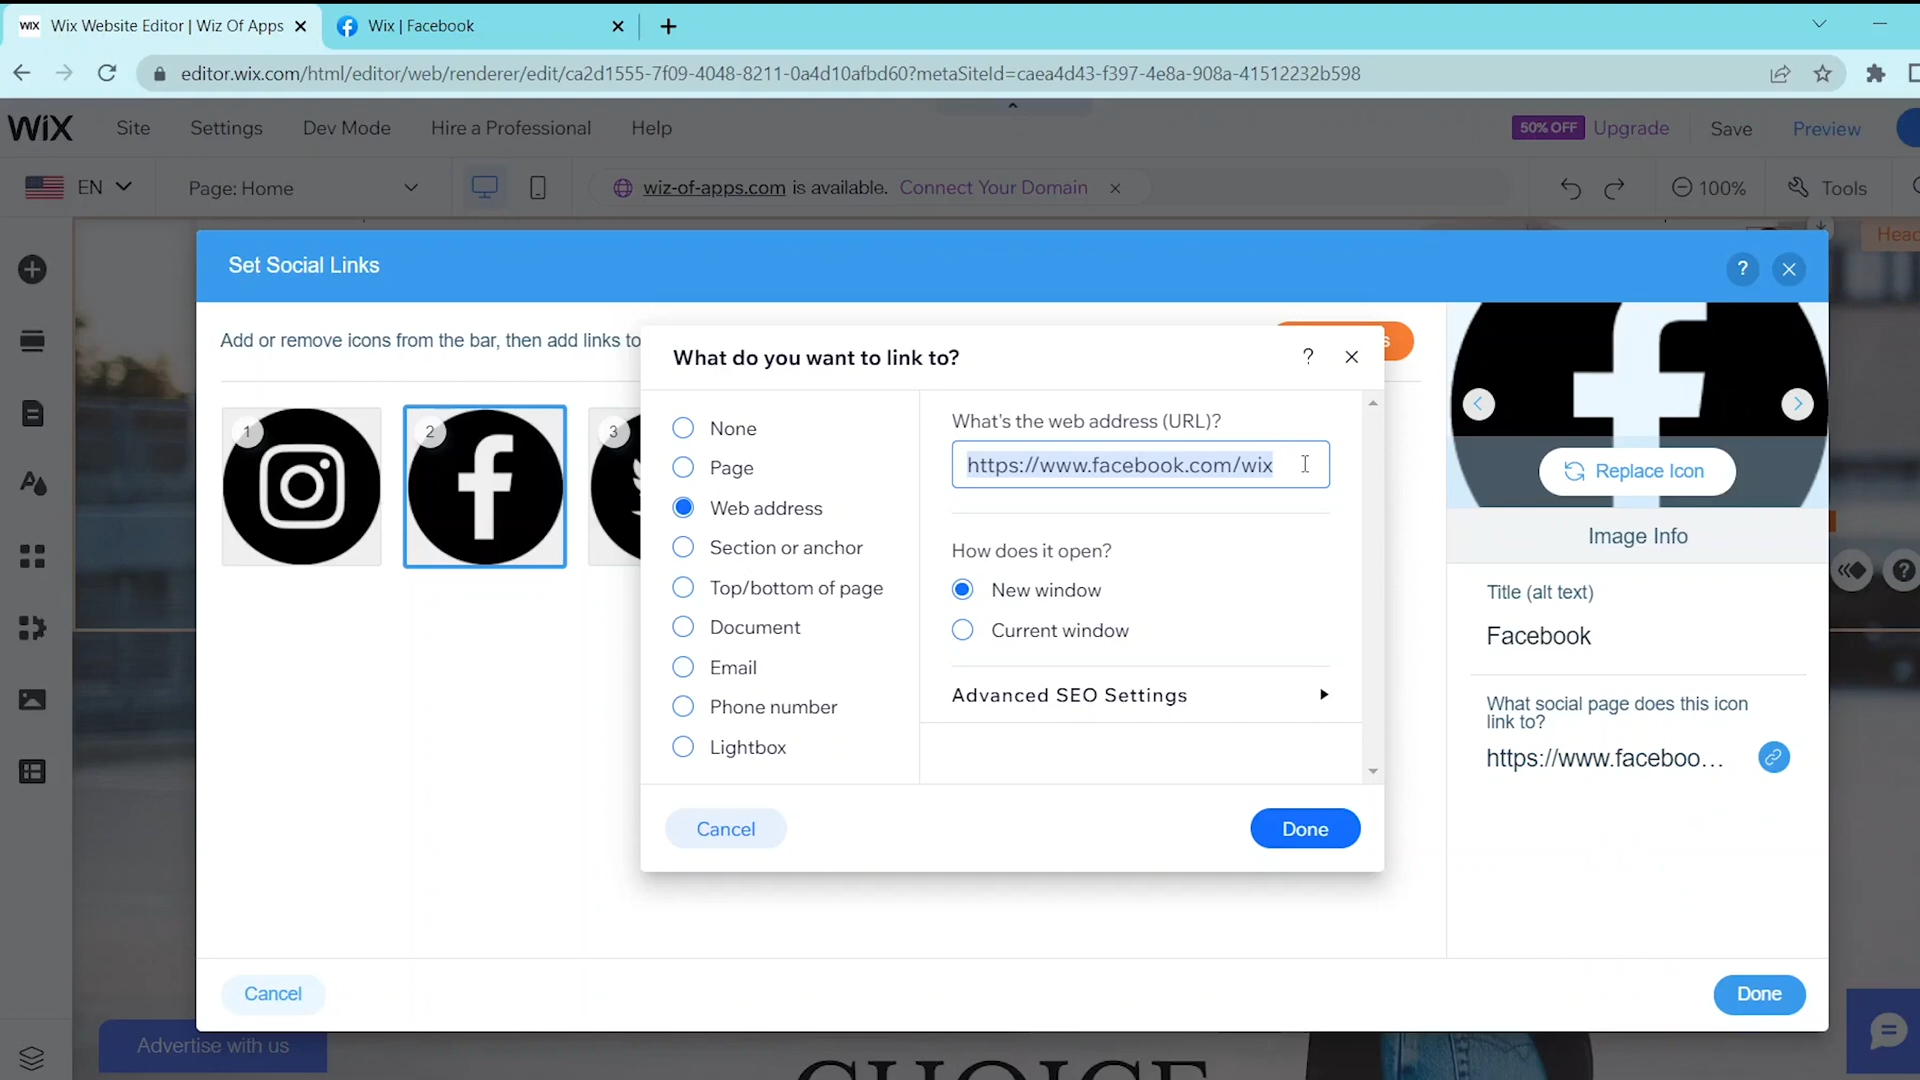 WiX Wix Website Editor | Wiz Of Apps
Wix | Facebook
editor.wix.com/html/editor/web/renderer/edit/ca2d1555-7f09-4048-8211-0a4d10afbd60?metaSiteId=caea4d43-f397-4e8a-908a-41512232b598
WiX Site Settings Dev Mode Hire a Professional Help 50% OFF Upgrade Save Preview
EN Page: Home wiz-of-apps.com is available. Connect Your Domain 100% Tools
Set Social Links
?
Add or remove icons from the bar, then add links to
What do you want to link to?
?
1
2
3
None
Page
Web address
Section or anchor
Top/bottom of page
Document
Email
Phone number
Lightbox
What's the web address (URL)?
https://www.facebook.com/wix
How does it open?
New window
Current window
Advanced SEO Settings
Cancel
Done
Replace Icon
Image Info
Title (alt text)
Facebook
What social page does this icon
link to?
https://www.faceboo...
?
Cancel
Done
Advertise with us
CHOICE